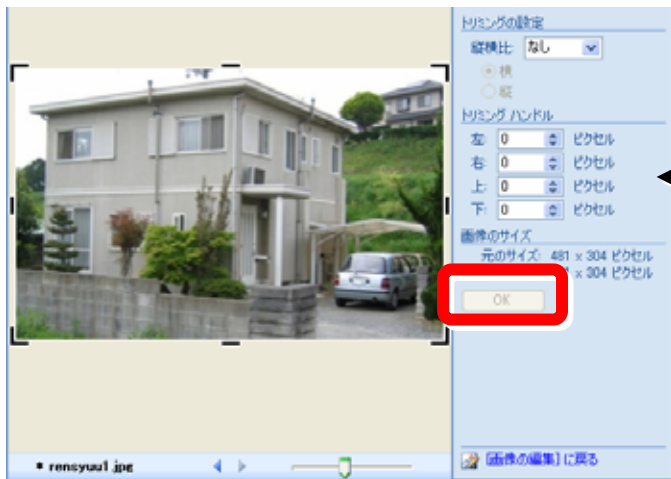 トリミングの設定
縦横比: なし
横
縦
トリミング ハンドル
左: 0 ピクセル
右: 0 ピクセル
上: 0 ピクセル
下: 0 ピクセル
画像のサイズ
元のサイズ: 481 x 304 ピクセル
x 304 ピクセル
OK
* rensyuu1.jpg
[画像の編集] に戻る